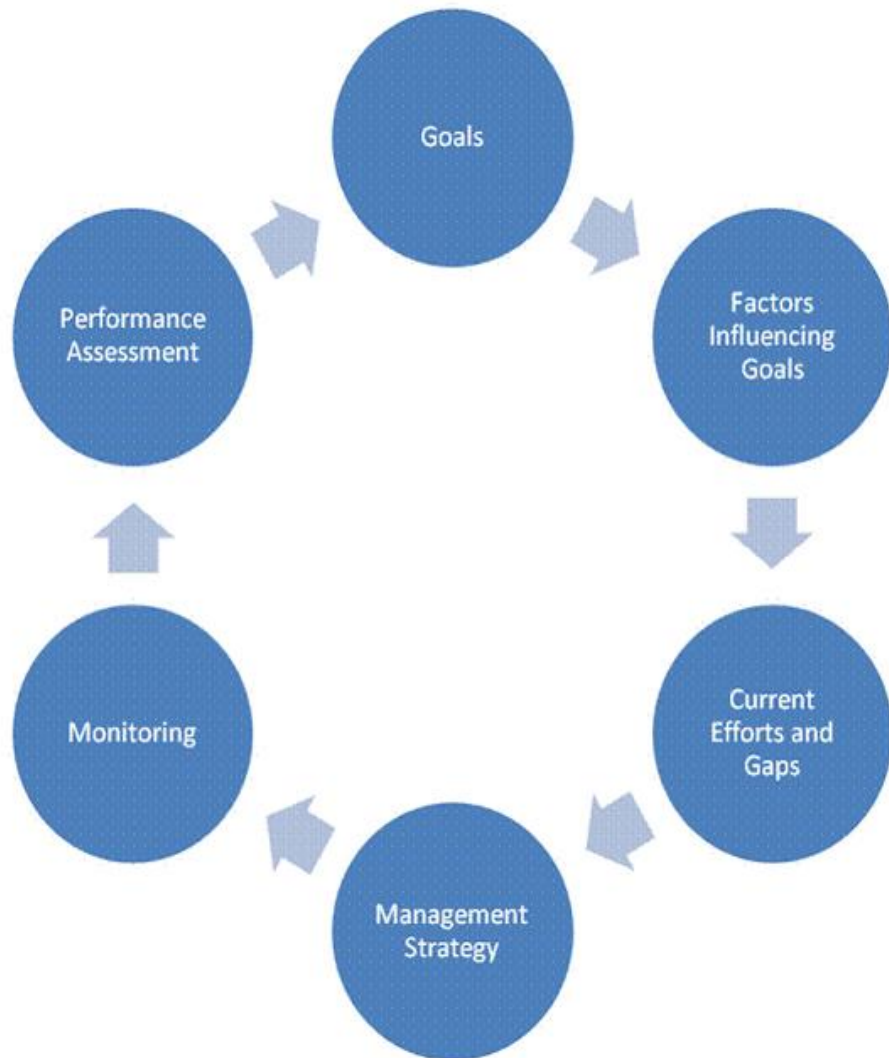 Goals
Factors
Influencing
Goals
Current
Efforts and
Gaps
Management
Strategy
Monitoring
Performance
Assessment